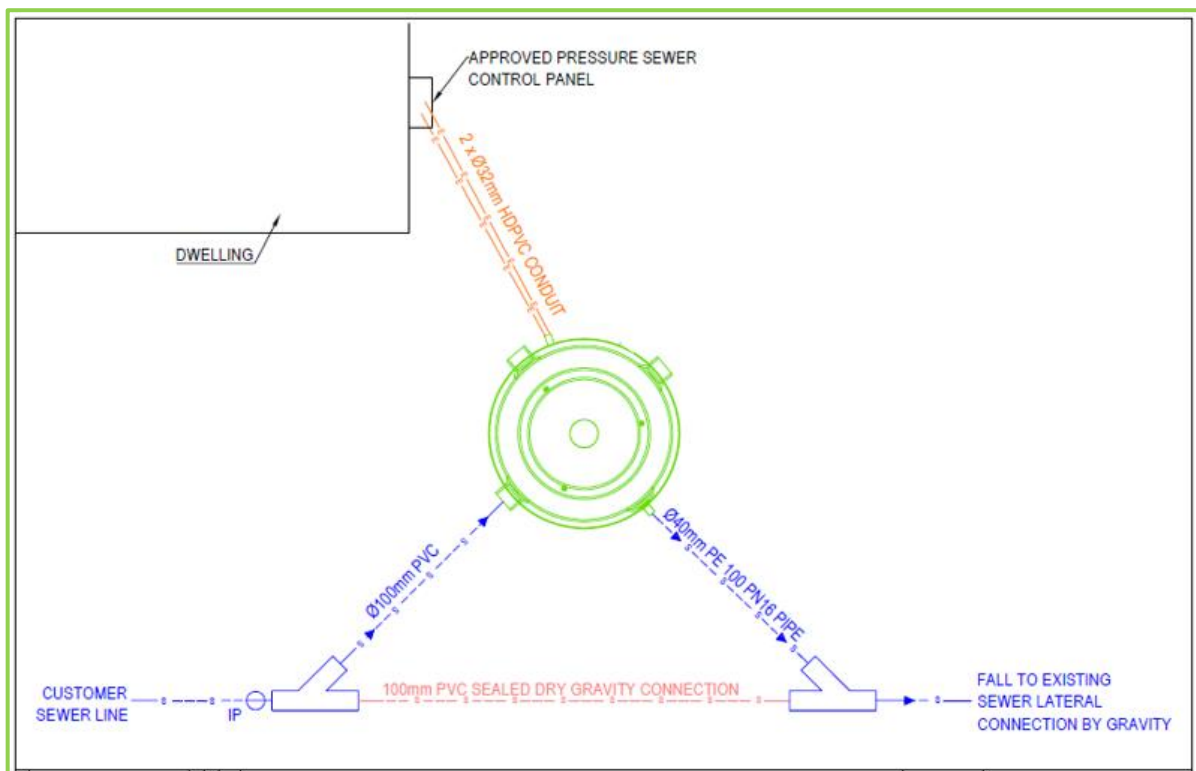 APPROVED PRESSURE SEWER
CONTROL PANEL
2 x Ø32mm HDPVC CONDUIT
DWELLING
Ø100mm PVC
Ø40mm PE 100 PN16 PIPE
CUSTOMER
SEWER LINE
IP
100mm PVC SEALED DRY GRAVITY CONNECTION
FALL TO EXISTING
SEWER LATERAL
CONNECTION BY GRAVITY